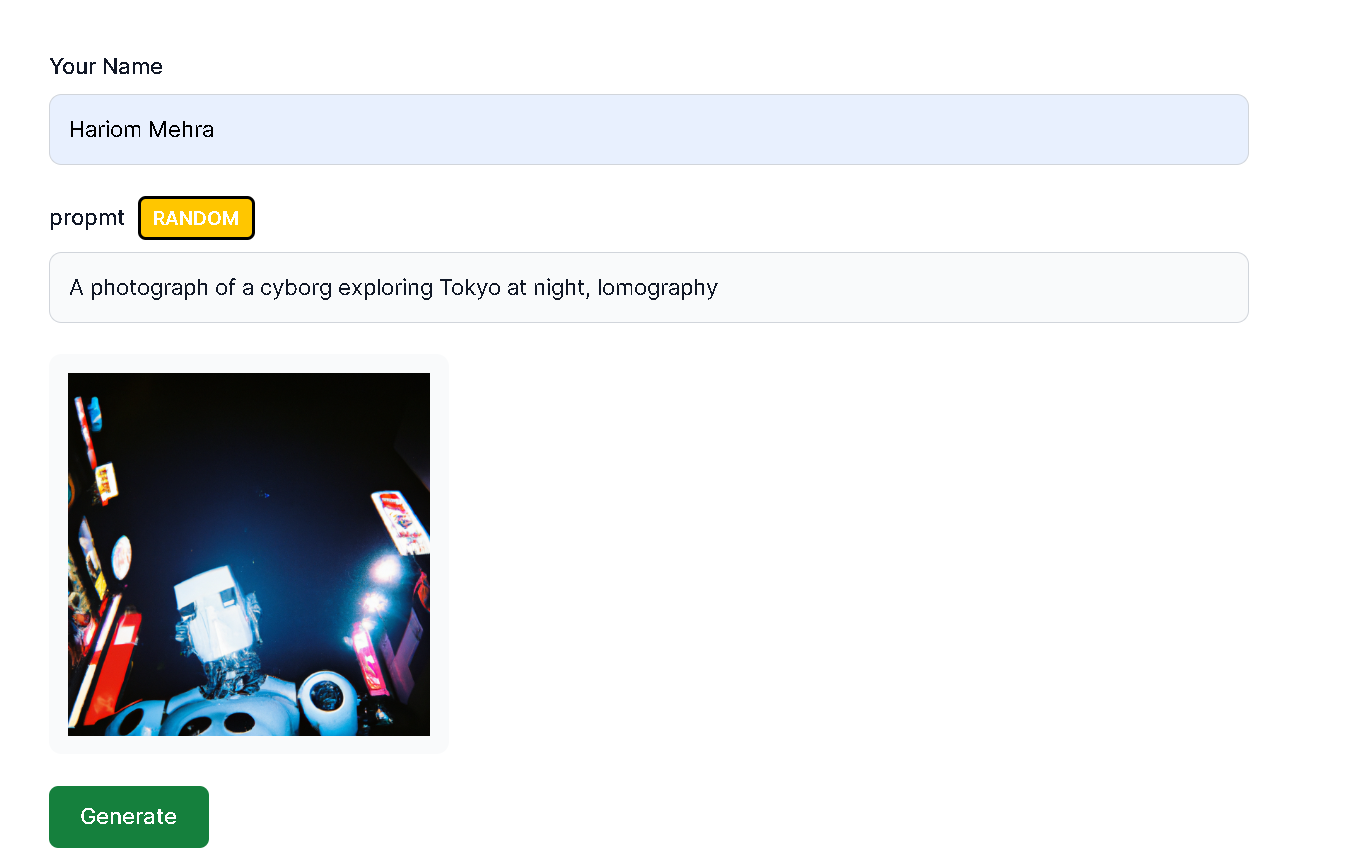 Your Name
Hariom Mehra
propmt RANDOM
A photograph of a cyborg exploring Tokyo at night, lomography
Generate